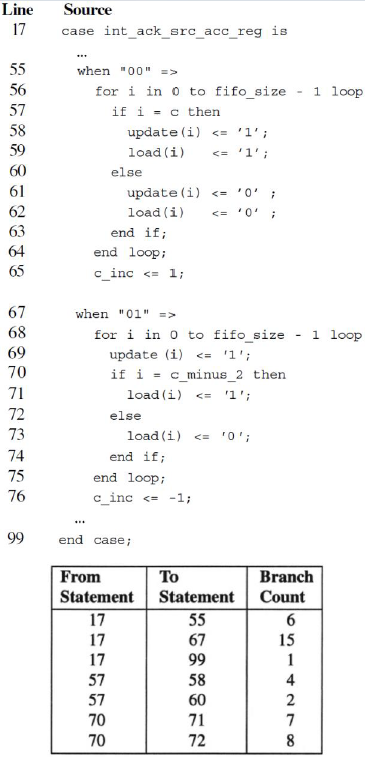 Line Source
17 case int_ack_src_acc_reg is
...
55 when "00" =>
56 for i in 0 to fifo_size - 1 loop
57 if i = c then
58 update(i) <= '1';
59 load(i) <= '1';
60 else
61 update(i) <= '0' ;
62 load(i) <= '0' ;
63 end if;
64 end loop;
65 c_inc <= 1;
67 when "01" =>
68 for i in 0 to fifo_size - 1 loop
69 update (i) <= '1';
70 if i = c_minus_2 then
71 load(i) <= '1';
72 else
73 load(i) <= '0';
74 end if;
75 end loop;
76 c_inc <= -1;
...
99 end case;
From To Branch
Statement Statement Count
17 55 6
17 67 15
17 99 1
57 58 4
57 60 2
70 71 7
70 72 8